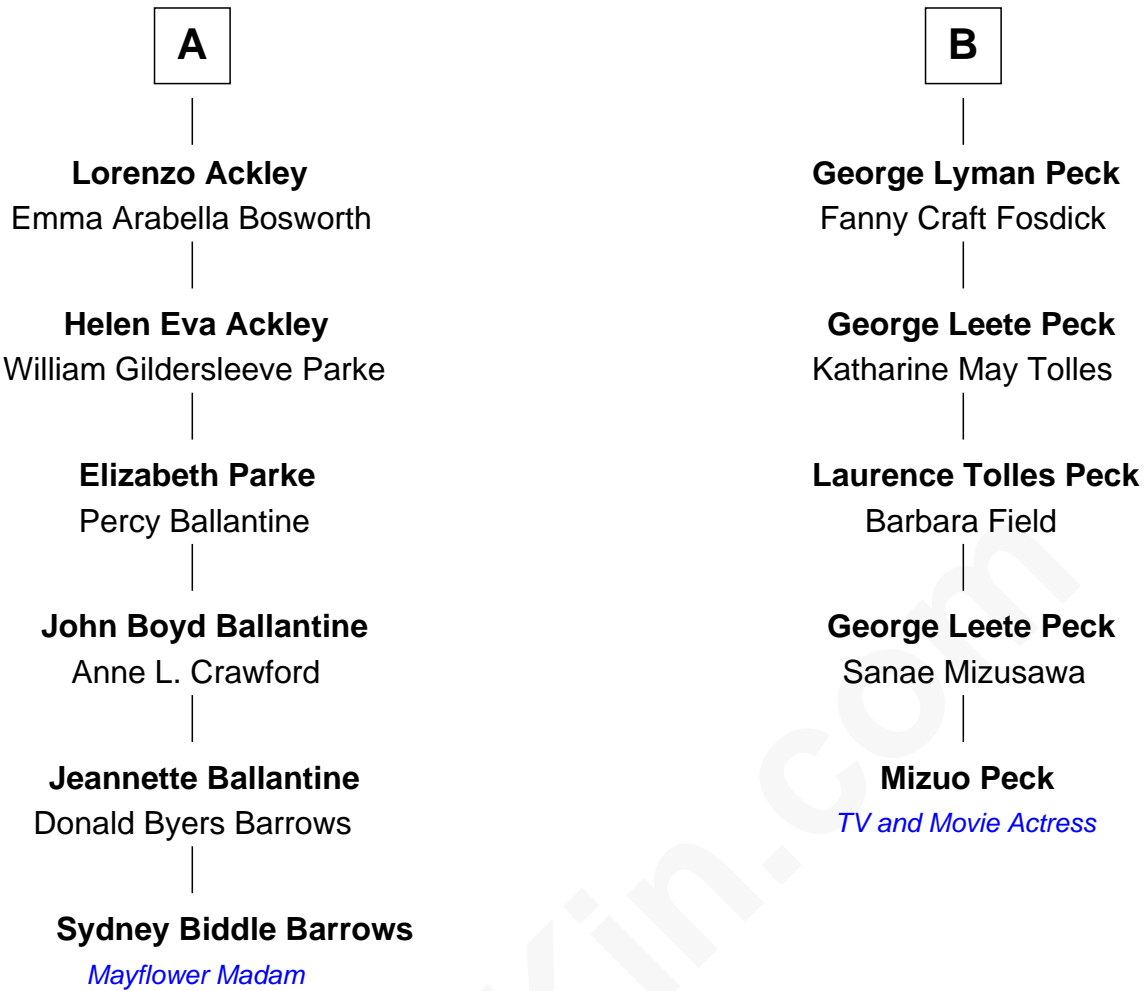 A
Lorenzo Ackley
Emma Arabella Bosworth
Helen Eva Ackley
William Gildersleeve Parke
Elizabeth Parke
Percy Ballantine
John Boyd Ballantine
Anne L. Crawford
Jeannette Ballantine
Donald Byers Barrows
Sydney Biddle Barrows
Mayflower Madam
B
George Lyman Peck
Fanny Craft Fosdick
George Leete Peck
Katharine May Tolles
Laurence Tolles Peck
Barbara Field
George Leete Peck
Sanae Mizusawa
Mizuo Peck
TV and Movie Actress
Kin.com